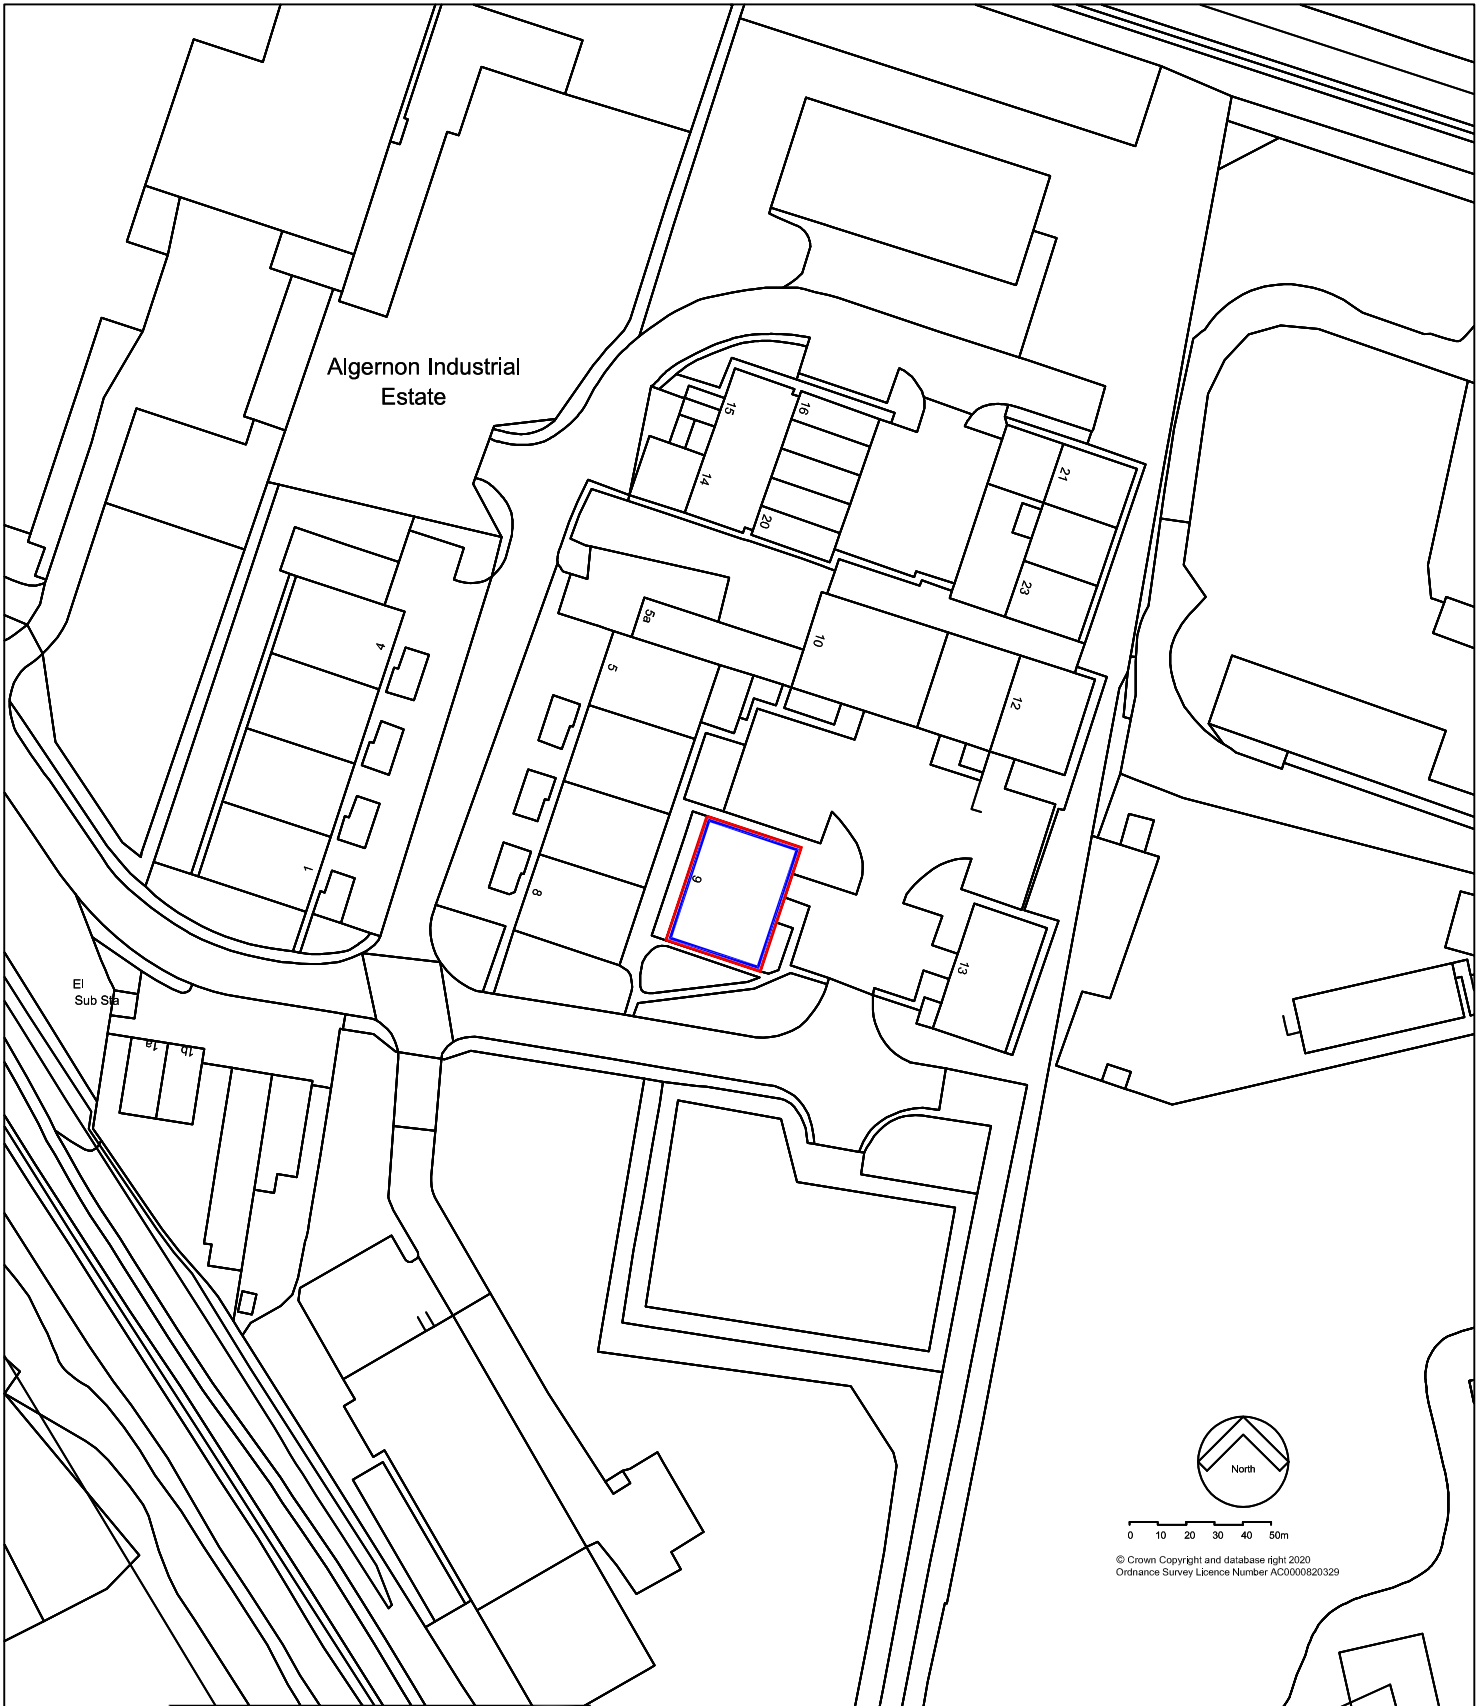 Algernon Industrial
Estate
15
16
14
20
21
23
5a
10
5
12
4
1
8
9
13
El
Sub Sta
1a
1b
North
0 10 20 30 40 50m
© Crown Copyright and database right 2020
Ordnance Survey Licence Number AC0000820329